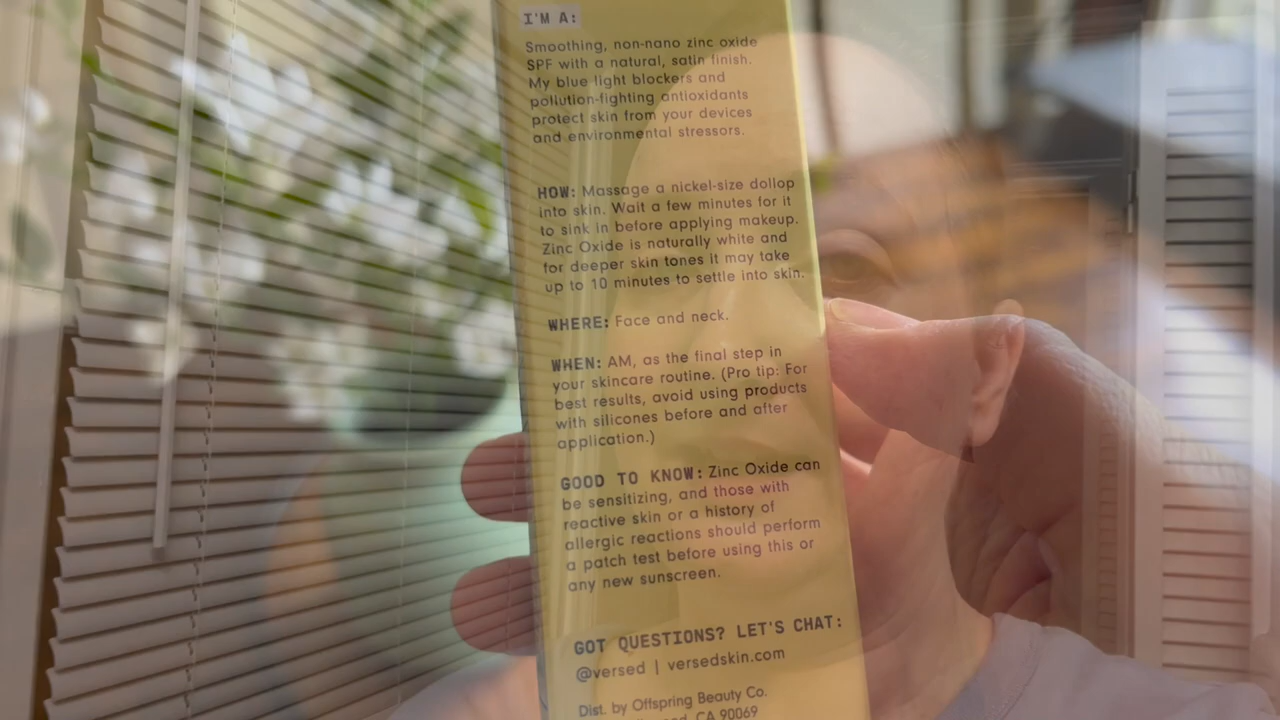 I'M A:
Smoothing, non-nano zinc oxide
SPF with a natural, satin finish.
My blue light blockers and
pollution-fighting antioxidants
protect skin from your devices
and environmental stressors.
HOW: Massage a nickel-size dollop
into skin. Wait a few minutes for it
to sink in before applying makeup.
Zinc Oxide is naturally white and
for deeper skin tones it may take
up to 10 minutes to settle into skin.
WHERE: Face and neck.
WHEN: AM, as the final step in
your skincare routine. (Pro tip: For
best results, avoid using products
with silicones before and after
application.)
GOOD TO KNOW: Zinc Oxide can
be sensitizing, and those with
reactive skin or a history of
allergic reactions should perform
a patch test before using this or
any new sunscreen.
GOT QUESTIONS? LET'S CHAT:
@versed | versedskin.com
Dist. by Offspring Beauty Co.
CA 90069